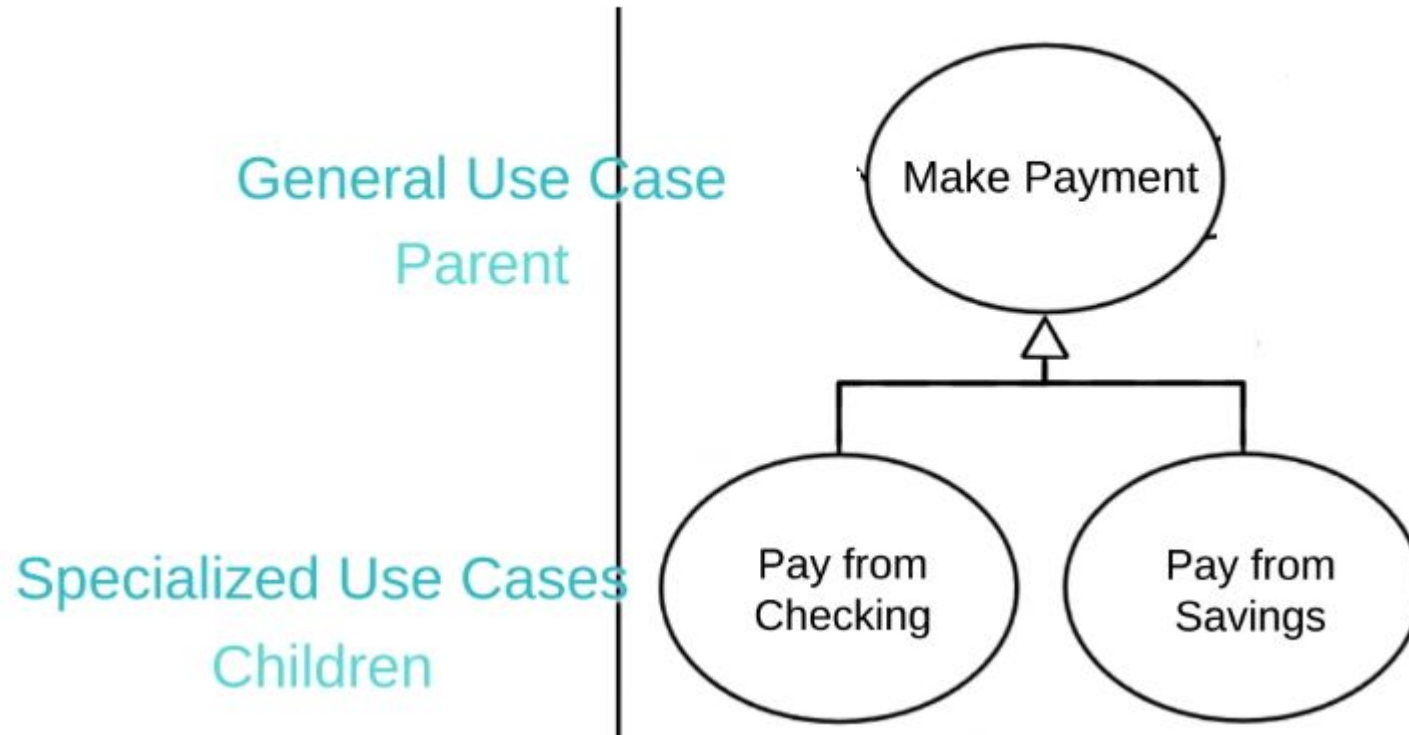 General Use Case
Parent
Make Payment
Specialized Use Cases
Children
Pay from
Checking
Pay from
Savings